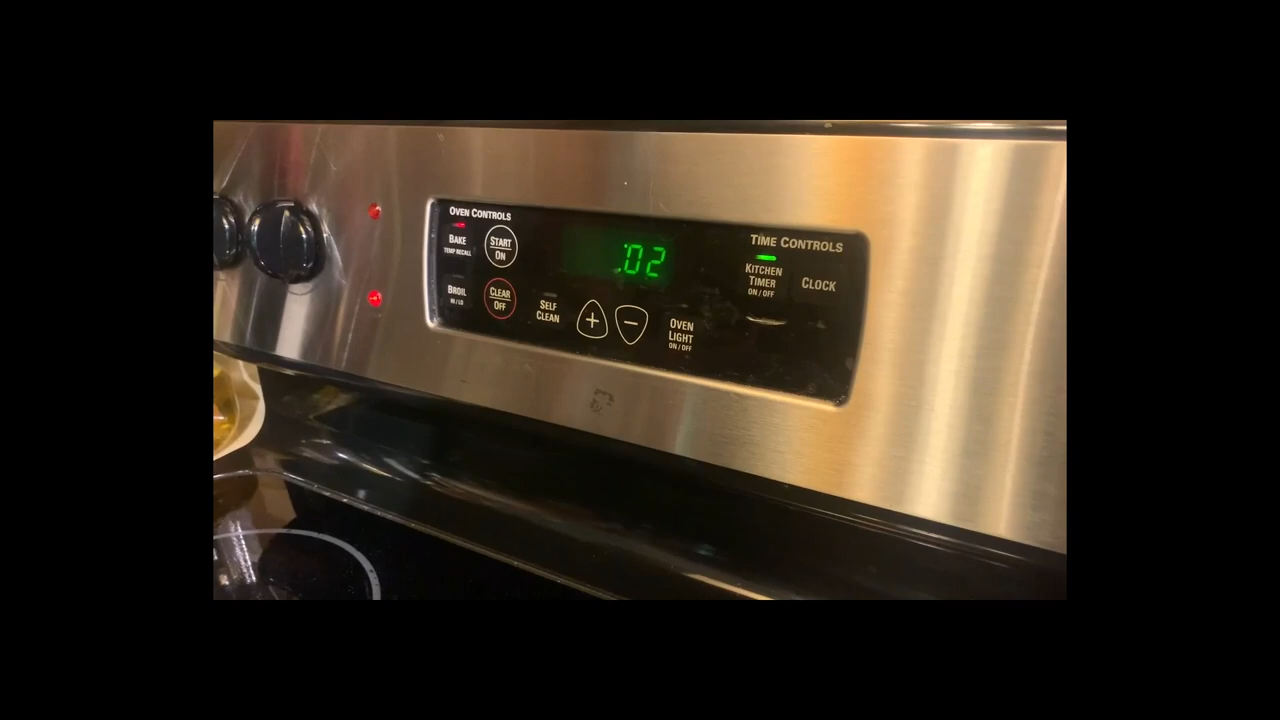 OVEN CONTROLS
BAKE
TEMP RECALL
START
ON
BROIL
HI / LO
CLEAR
OFF
SELF
CLEAN
+
−
:02
OVEN
LIGHT
ON / OFF
TIME CONTROLS
KITCHEN
TIMER
ON / OFF
CLOCK